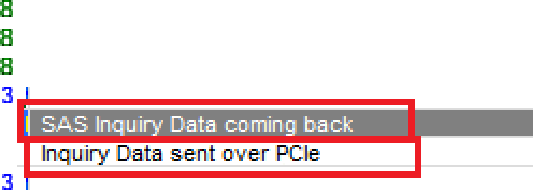 8
8
8
3
SAS Inquiry Data coming back
Inquiry Data sent over PCIe
3